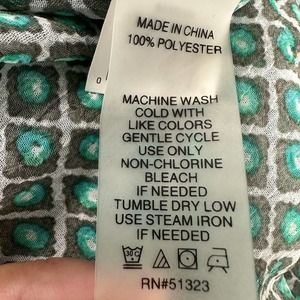 MADE IN CHINA
100% POLYESTER
MACHINE WASH
COLD WITH
LIKE COLORS
GENTLE CYCLE
USE ONLY
NON-CHLORINE
BLEACH
IF NEEDED
TUMBLE DRY LOW
USE STEAM IRON
IF NEEDED
RN#51323